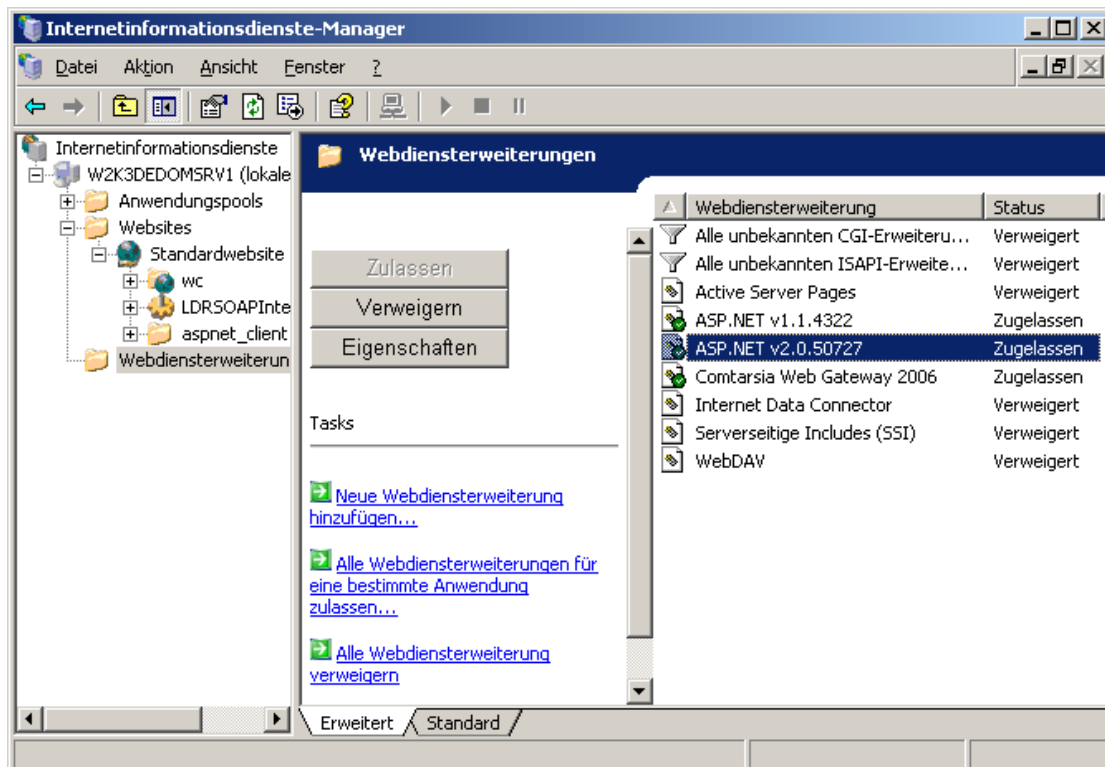 Internetinformationsdienste-Manager
Datei Aktion Ansicht Fenster ?
Internetinformationsdienste
W2K3DEDOMSRV1 (lokale
Anwendungspools
Websites
Standardwebsite
wc
LDRSOAPInte
aspnet_client
Webdiensterweiterun
Webdiensterweiterungen
Zulassen
Verweigern
Eigenschaften
Tasks
Neue Webdiensterweiterung
hinzufügen...
Alle Webdiensterweiterungen für
eine bestimmte Anwendung
zulassen...
Alle Webdiensterweiterung
verweigern
Webdiensterweiterung Status
Alle unbekannten CGI-Erweiteru... Verweigert
Alle unbekannten ISAPI-Erweite... Verweigert
Active Server Pages Verweigert
ASP.NET v1.1.4322 Zugelassen
ASP.NET v2.0.50727 Zugelassen
Comtarsia Web Gateway 2006 Zugelassen
Internet Data Connector Verweigert
Serverseitige Includes (SSI) Verweigert
WebDAV Verweigert
Erweitert Standard